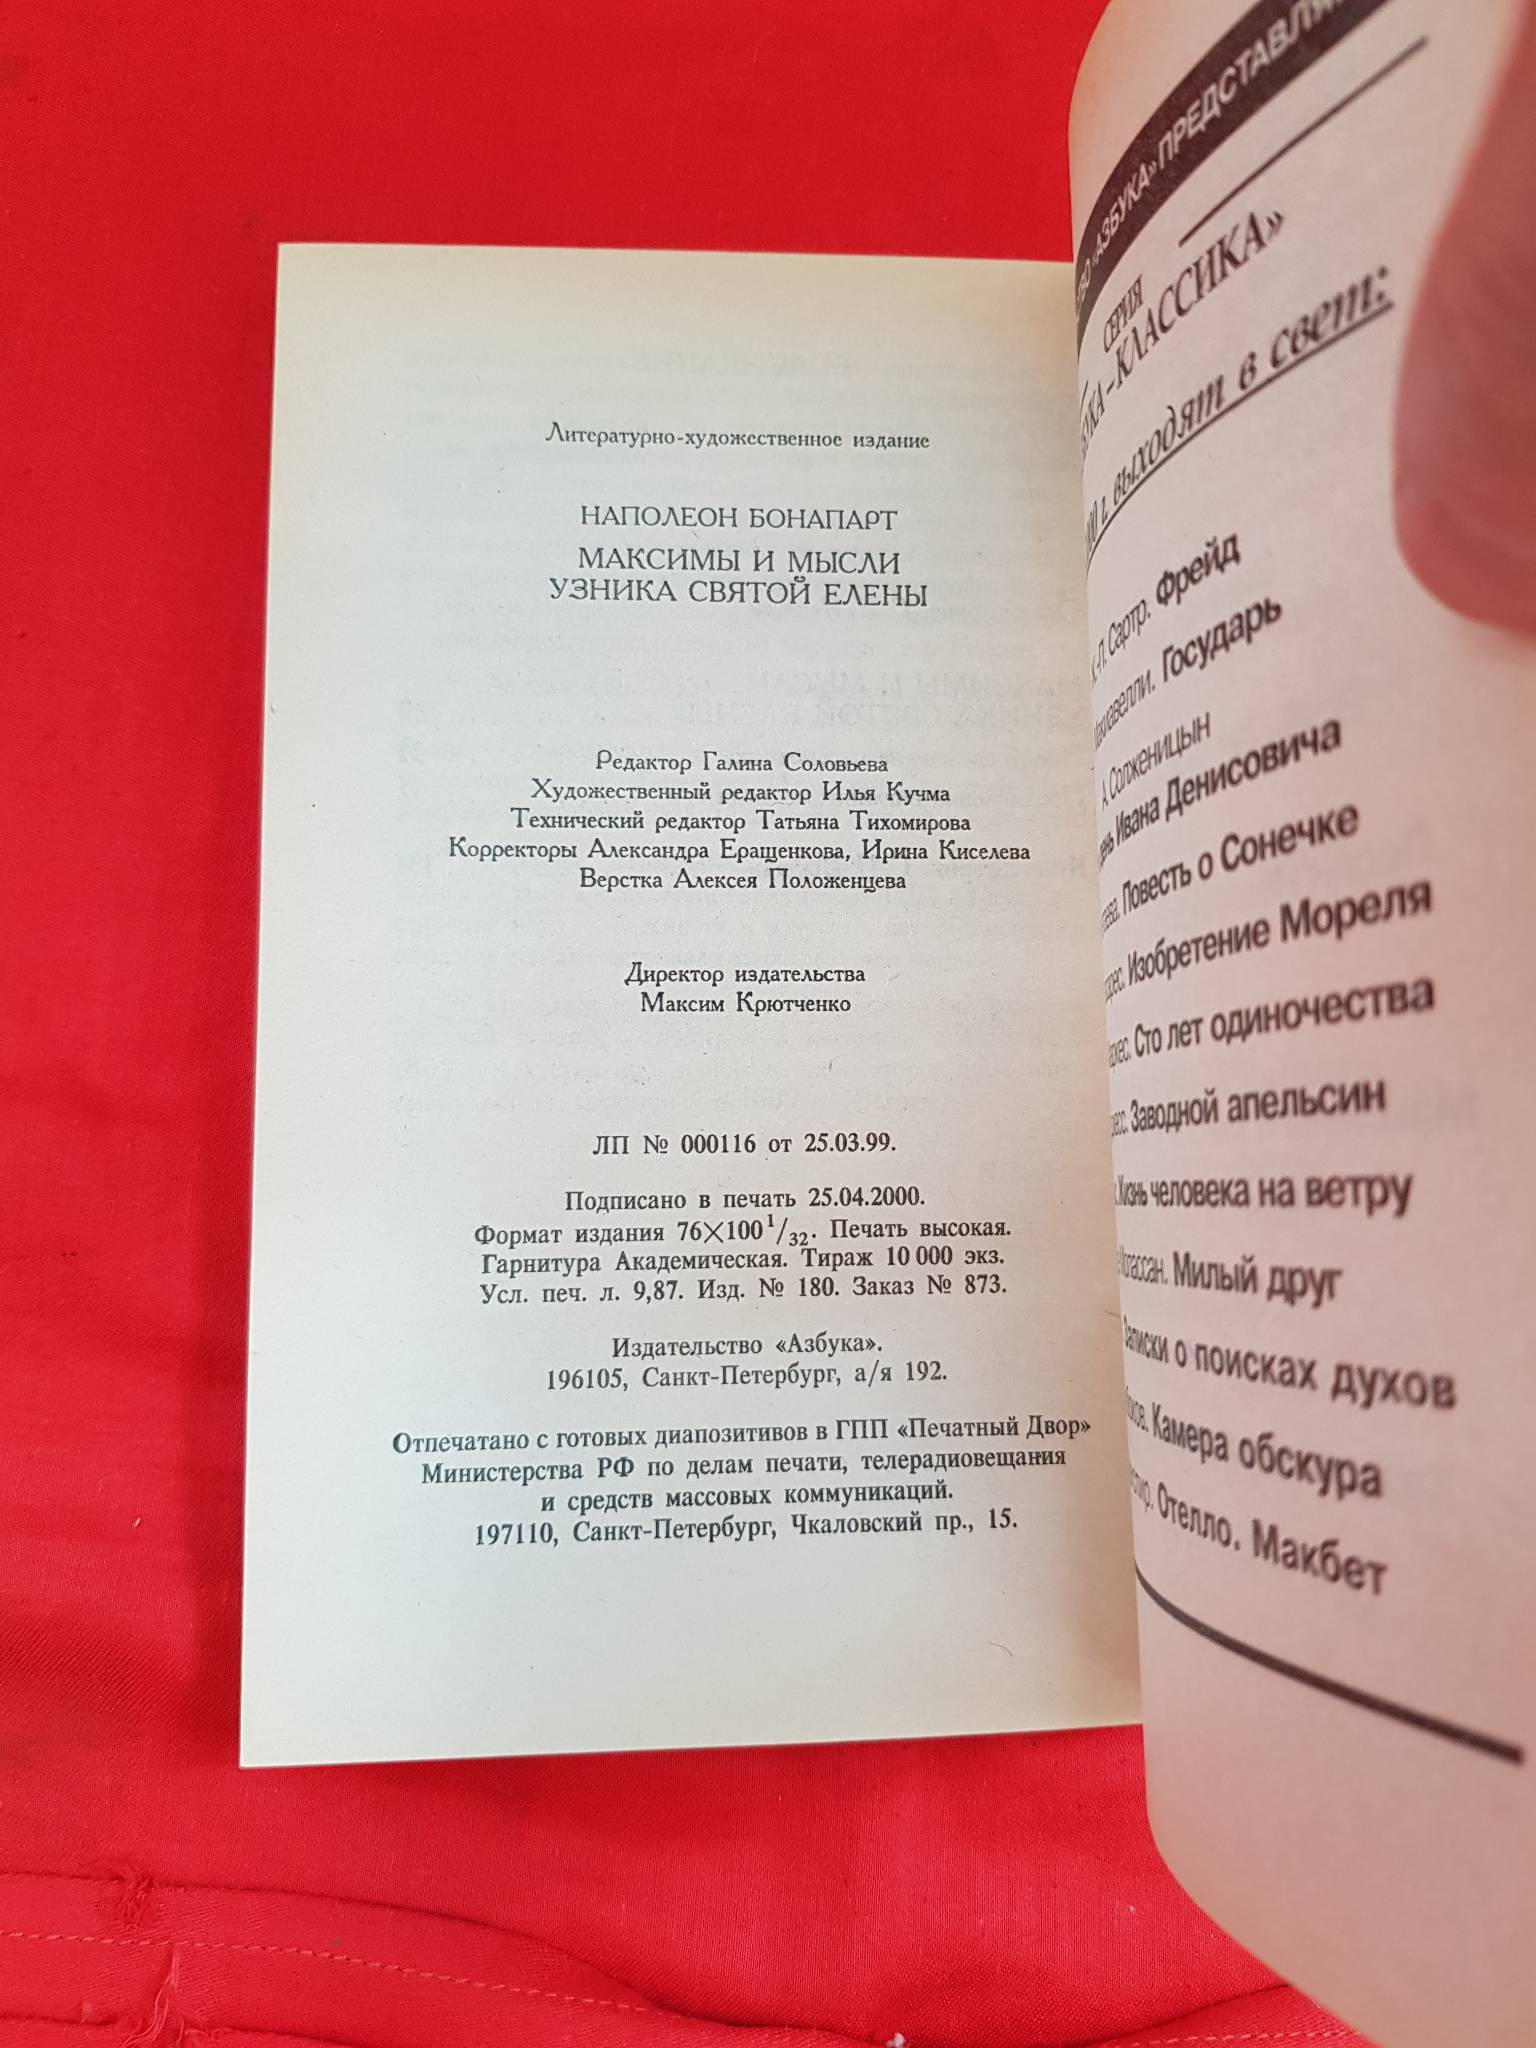 Литературно-художественное издание
НАПОЛЕОН БОНАПАРТ
МАКСИМЫ И МЫСЛИ
УЗНИКА СВЯТОЙ ЕЛЕНЫ
Редактор Галина Соловьева
Художественный редактор Илья Кучма
Технический редактор Татьяна Тихомирова
Корректоры Александра Еращенкова, Ирина Киселева
Верстка Алексея Положенцева
Директор издательства
Максим Крютченко
ЛП № 000116 от 25.03.99.
Подписано в печать 25.04.2000.
Формат издания 76×100 1/32. Печать высокая.
Гарнитура Академическая. Тираж 10 000 экз.
Усл. печ. л. 9,87. Изд. № 180. Заказ № 873.
Издательство «Азбука».
196105, Санкт-Петербург, а/я 192.
Отпечатано с готовых диапозитивов в ГПП «Печатный Двор»
Министерства РФ по делам печати, телерадиовещания
и средств массовых коммуникаций.
197110, Санкт-Петербург, Чкаловский пр., 15.
«АЗБУКА» ПРЕДСТАВЛЯ
СЕРИЯ
КА-КЛАССИКА»
г. выходят в свет:
-П. Сартр. Фрейд
Макиавелли. Государь
А. Солженицын
день Ивана Денисовича
Повесть о Сонечке
Изобретение Мореля
Сто лет одиночества
Заводной апельсин
Жизнь человека на ветру
Мопассан. Милый друг
Записки о поисках духов
Камера обскура
Отелло. Макбет